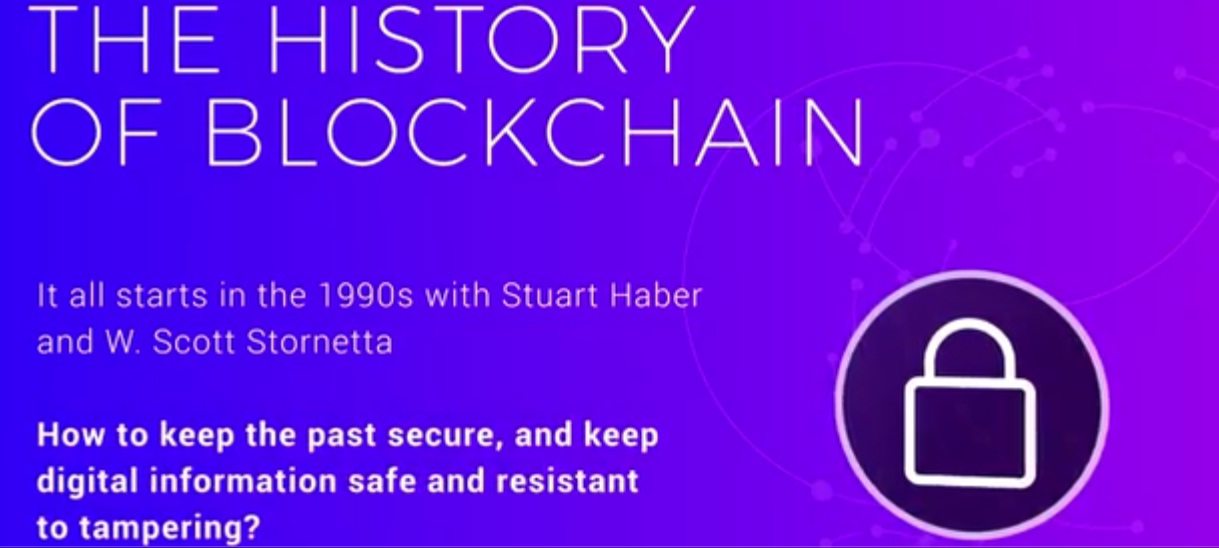 THE HISTORY
OF BLOCKCHAIN
It all starts in the 1990s with Stuart Haber
and W. Scott Stornetta
How to keep the past secure, and keep
digital information safe and resistant
to tampering?